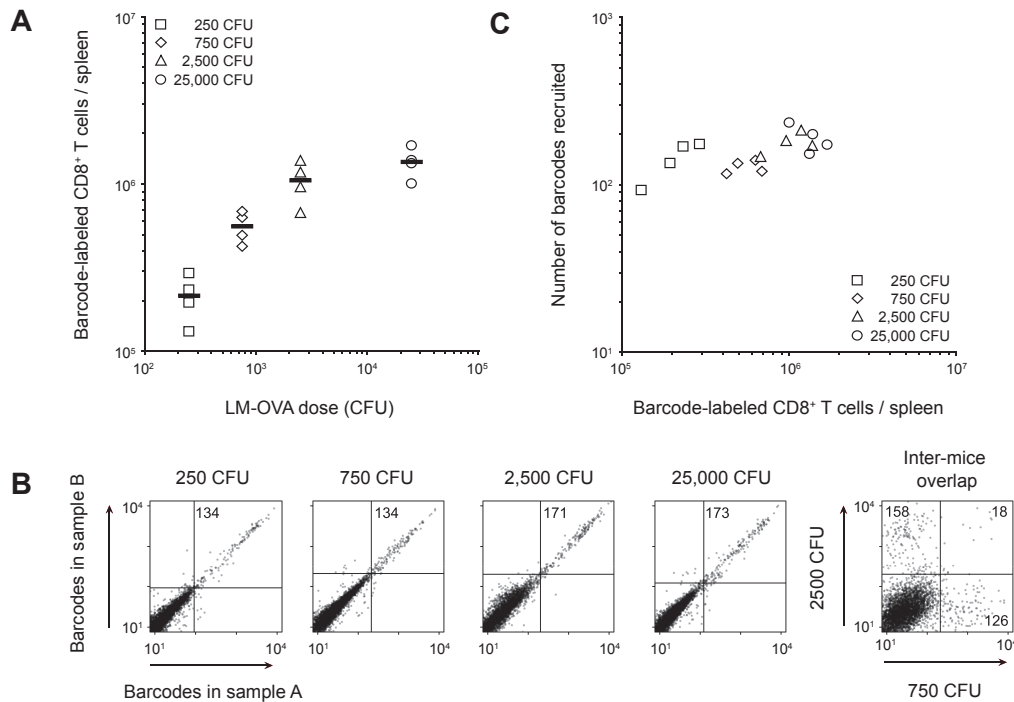 A
Barcode-labeled CD8⁺ T cells / spleen
10⁷
10⁶
10⁵
250 CFU
750 CFU
2,500 CFU
25,000 CFU
10² 10³ 10⁴ 10⁵
LM-OVA dose (CFU)
C
Number of barcodes recruited
10³
10²
10¹
250 CFU
750 CFU
2,500 CFU
25,000 CFU
10⁵ 10⁶ 10⁷
Barcode-labeled CD8⁺ T cells / spleen
B
Barcodes in sample B
10⁴
10¹
250 CFU
134
10¹ 10⁴
750 CFU
134
10¹ 10⁴
2,500 CFU
171
10¹ 10⁴
25,000 CFU
173
10¹ 10⁴
Barcodes in sample A
Inter-mice
overlap
2500 CFU
10⁴
10¹
158 18
126
10¹ 10⁴
750 CFU